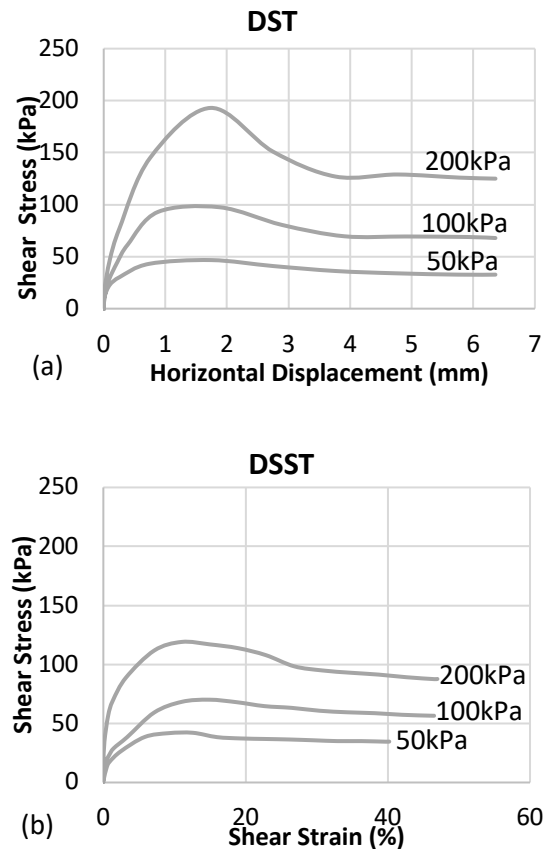 DST
Shear Stress (kPa)
250
200
150
100
50
0
200kPa
100kPa
50kPa
0 1 2 3 4 5 6 7
(a)
Horizontal Displacement (mm)
DSST
Shear Stress (kPa)
250
200
150
100
50
0
200kPa
100kPa
50kPa
0 20 40 60
(b)
Shear Strain (%)